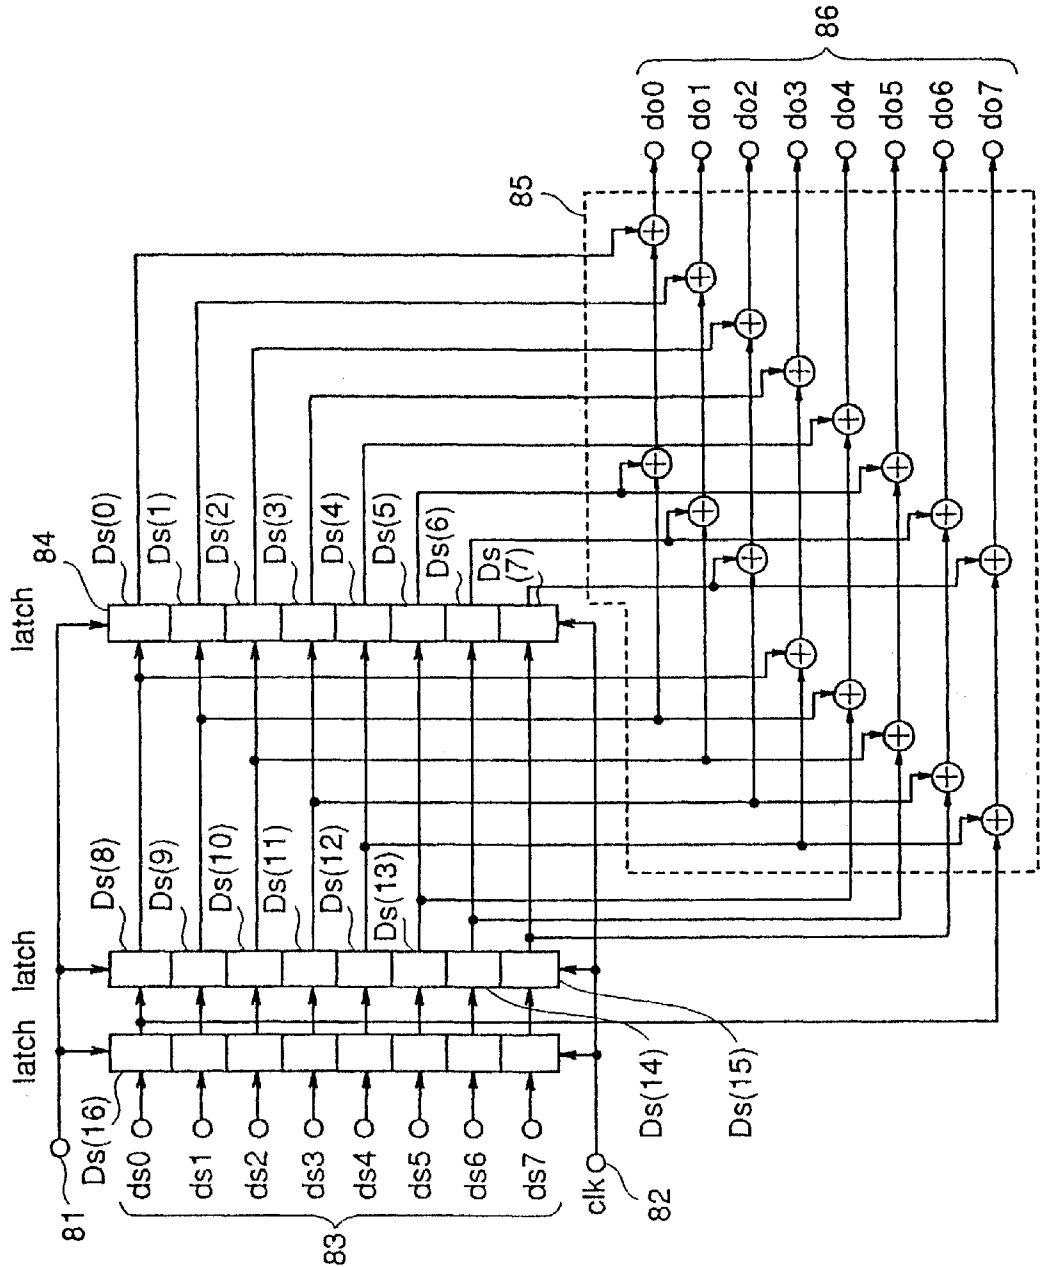 latch
latch
latch
84
Ds(0)
Ds(1)
Ds(2)
Ds(3)
Ds(4)
Ds(5)
Ds(6)
Ds
(7)
Ds(8)
Ds(9)
Ds(10)
Ds(11)
Ds(12)
Ds(13)
Ds(14)
Ds(15)
Ds(16)
81
ds0
ds1
ds2
ds3
ds4
ds5
ds6
ds7
83
clk
82
85
do0
do1
do2
do3
do4
do5
do6
do7
86